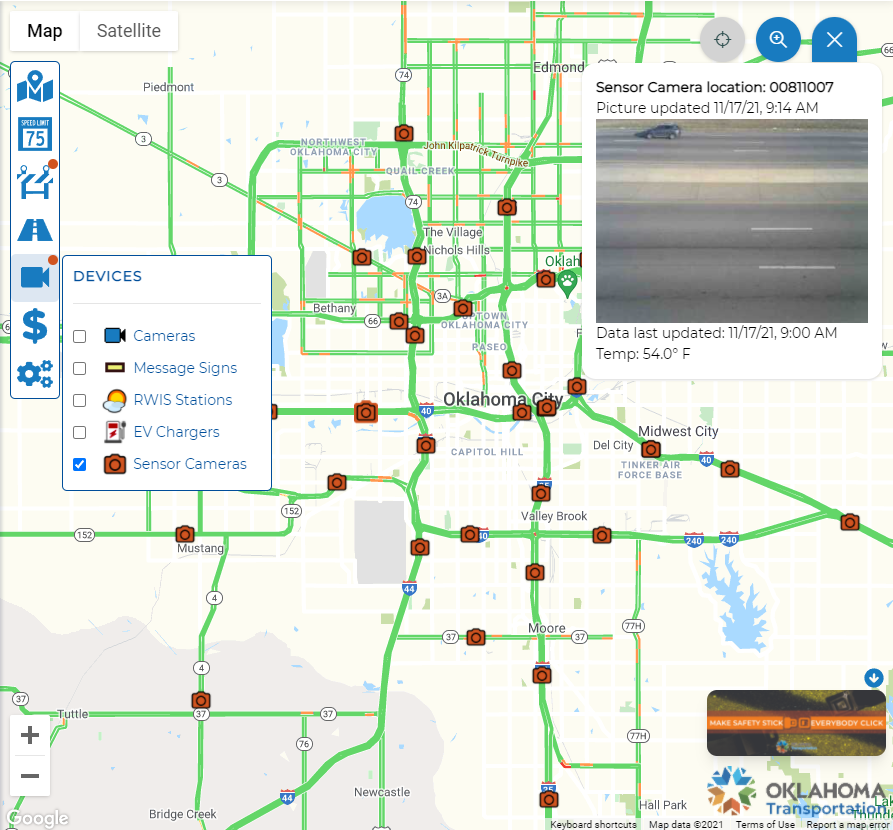 Map
Satellite
Edmond
Piedmont
74
3
3
NORTHWEST
OKLAHOMA CITY
John Kilpatrick Turnpike
QUAIL CREEK
74
The Village
Nichols Hills
Oklah
3A
Bethany
66
UPTOWN
OKLAHOMA CITY
PASEO
SPEED LIMIT
75
DEVICES
Cameras
Message Signs
RWIS Stations
EV Chargers
Sensor Cameras
Sensor Camera location: 00811007
Picture updated 11/17/21, 9:14 AM
Data last updated: 11/17/21, 9:00 AM
Temp: 54.0° F
Oklahoma City
40
Midwest City
Del City
40
CAPITOL HILL
TINKER AIR
FORCE BASE
152
Valley Brook
152
Mustang
240
240
44
4
Moore
37
37
77H
4
37
Tuttle
37
37
76
77H
Newcastle
44
Bridge Creek
Hall Park
MAKE SAFETY STICK
EVERYBODY CLICK
OKLAHOMA
Transportation
Google
Keyboard shortcuts
Map data ©2021
Terms of Use
Report a map error